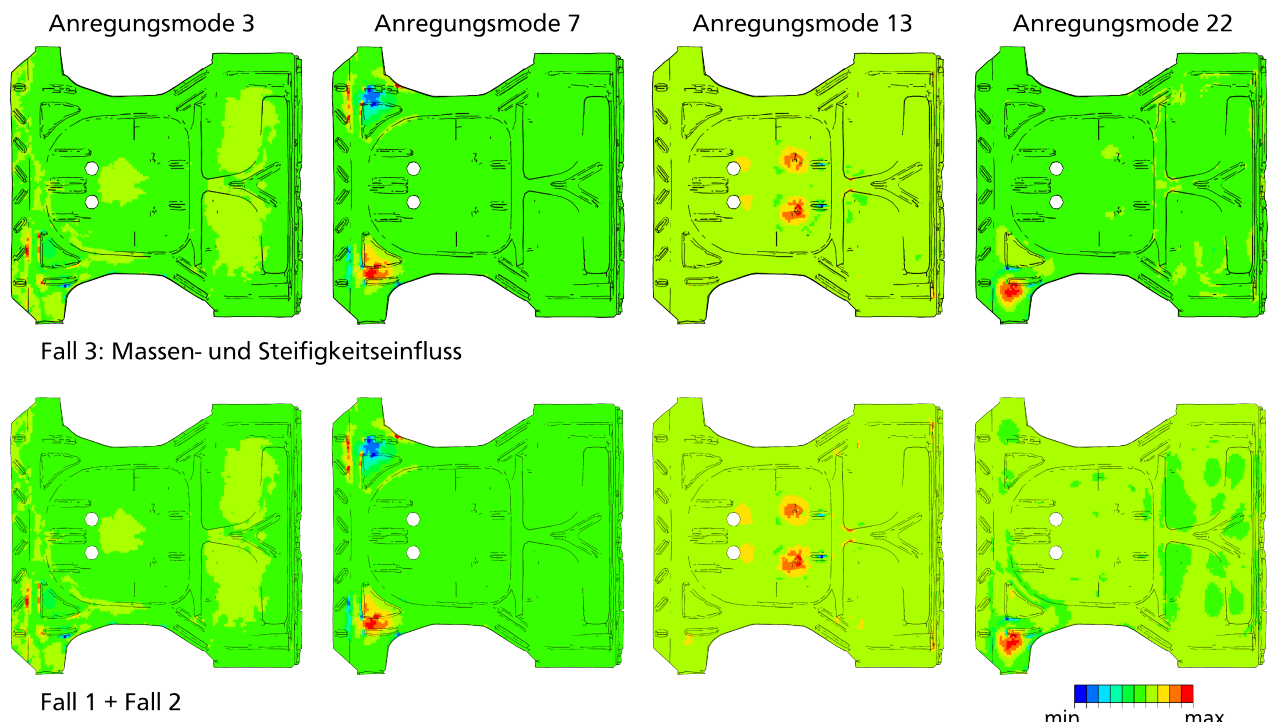 Anregungsmode 3
Anregungsmode 7
Anregungsmode 13
Anregungsmode 22
Fall 3: Massen- und Steifigkeitseinfluss
Fall 1 + Fall 2
min
max